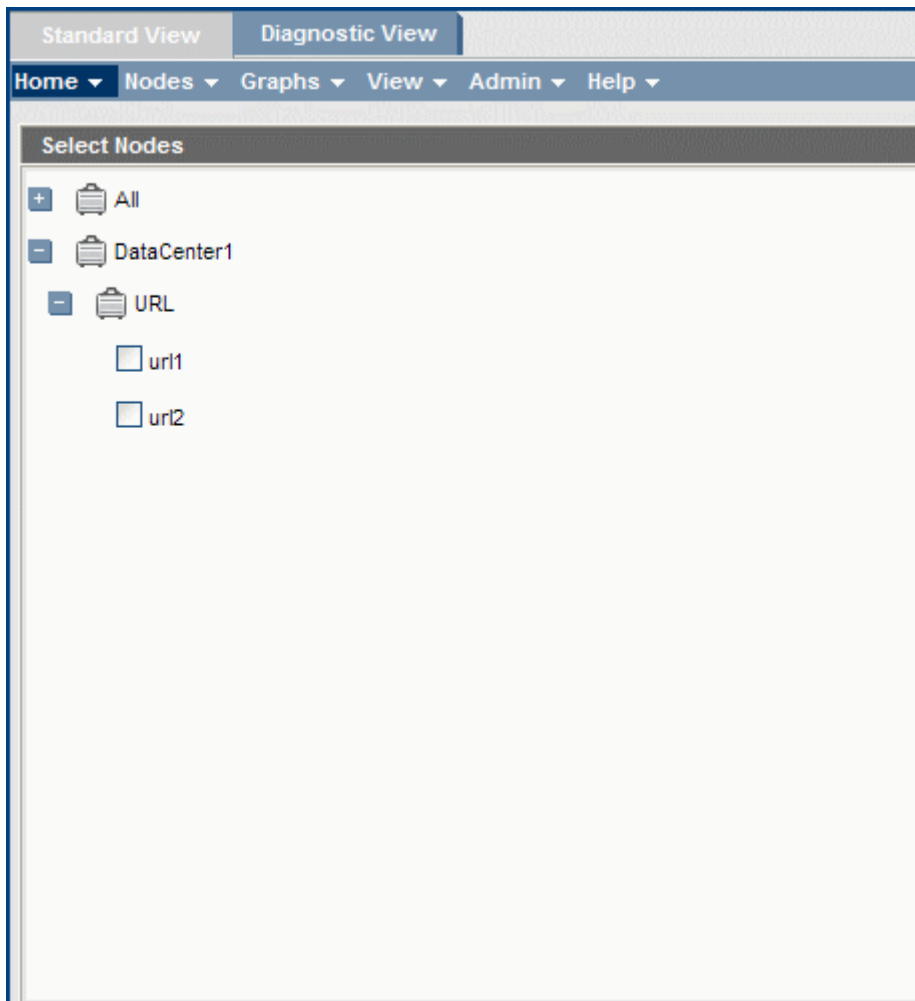 Standard View Diagnostic View
Home Nodes Graphs View Admin Help
Select Nodes
All
DataCenter1
URL
url1
url2